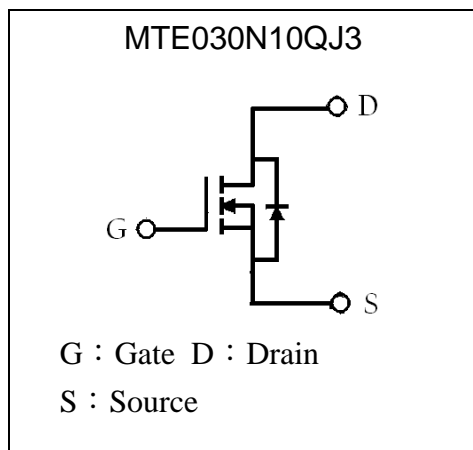 MTE030N10QJ3
D
G
S
G：Gate D：Drain
S：Source